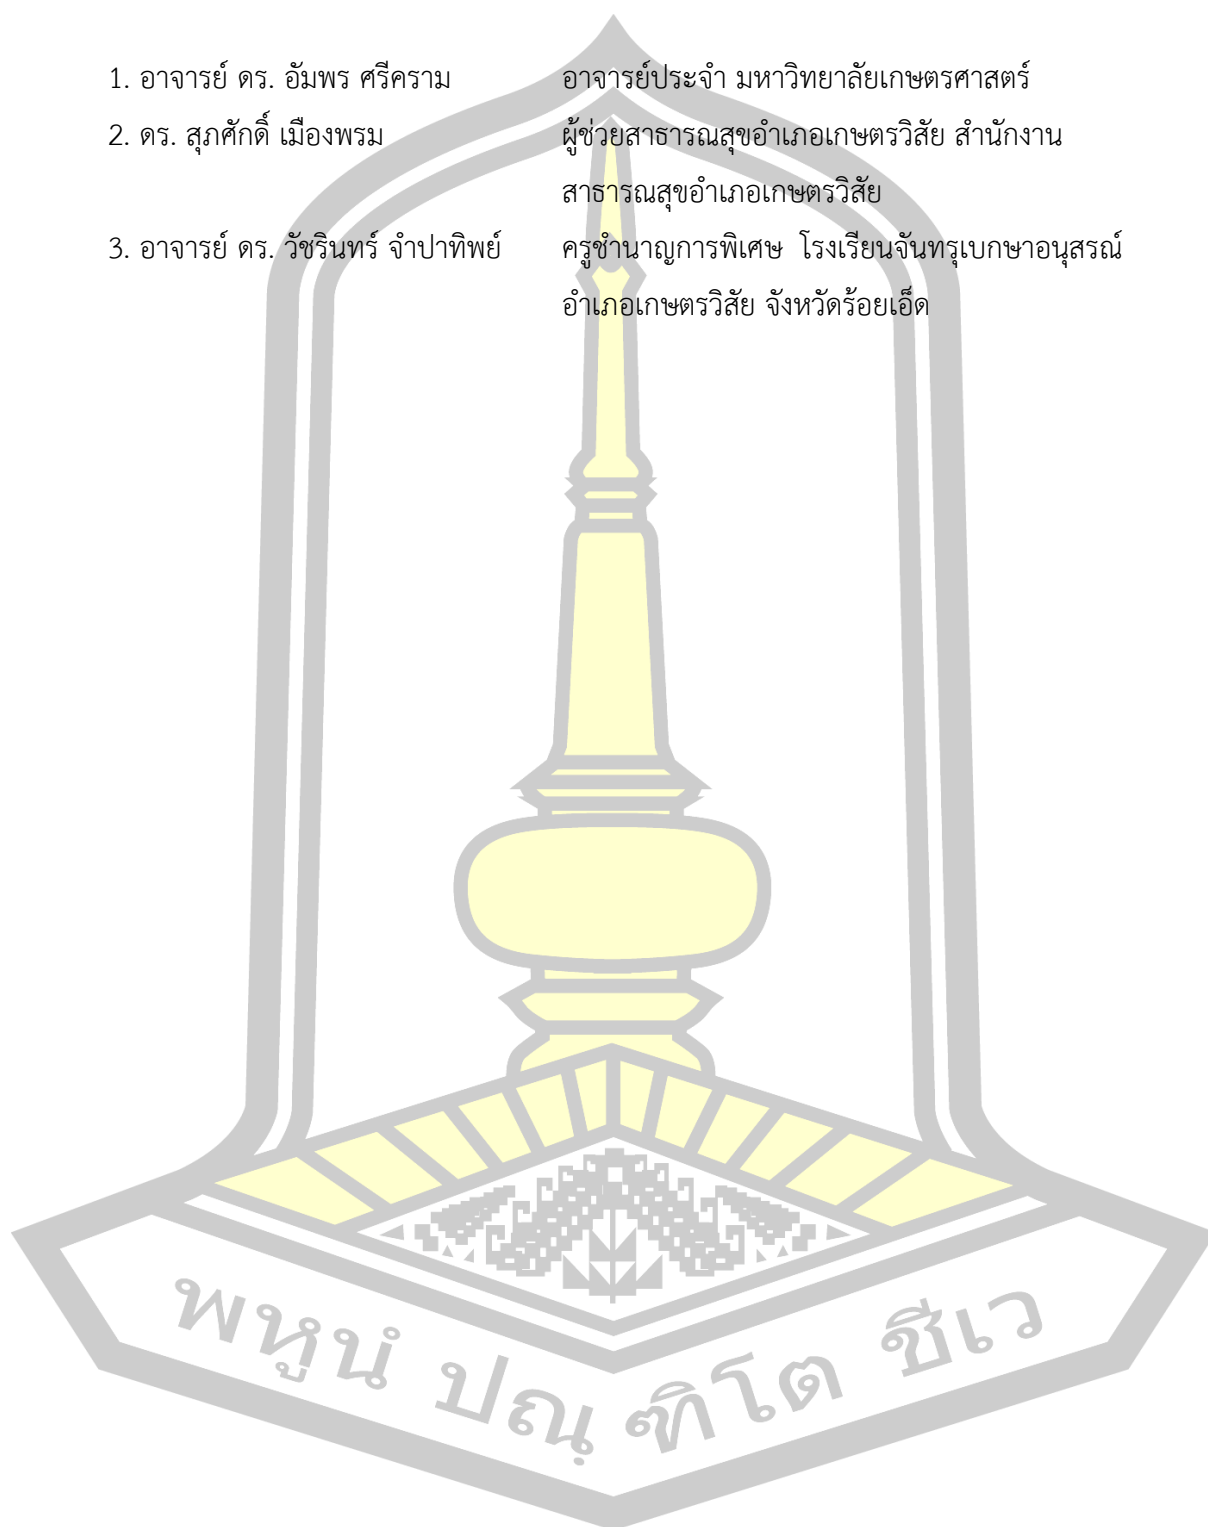 1. อาจารย์ ดร. อัมพร ศรีคราม อาจารย์ประจำ มหาวิทยาลัยเกษตรศาสตร์
2. ดร. สุภศักดิ์ เมืองพรม ผู้ช่วยสาธารณสุขอำเภอเกษตรวิสัย สำนักงาน
สาธารณสุขอำเภอเกษตรวิสัย
3. อาจารย์ ดร. วัชรินทร์ จำปาทิพย์ ครูชำนาญการพิเศษ โรงเรียนจันทรุเบกษาอนุสรณ์
อำเภอเกษตรวิสัย จังหวัดร้อยเอ็ด
พหูนํ ปณฺฑิโต ชีเว